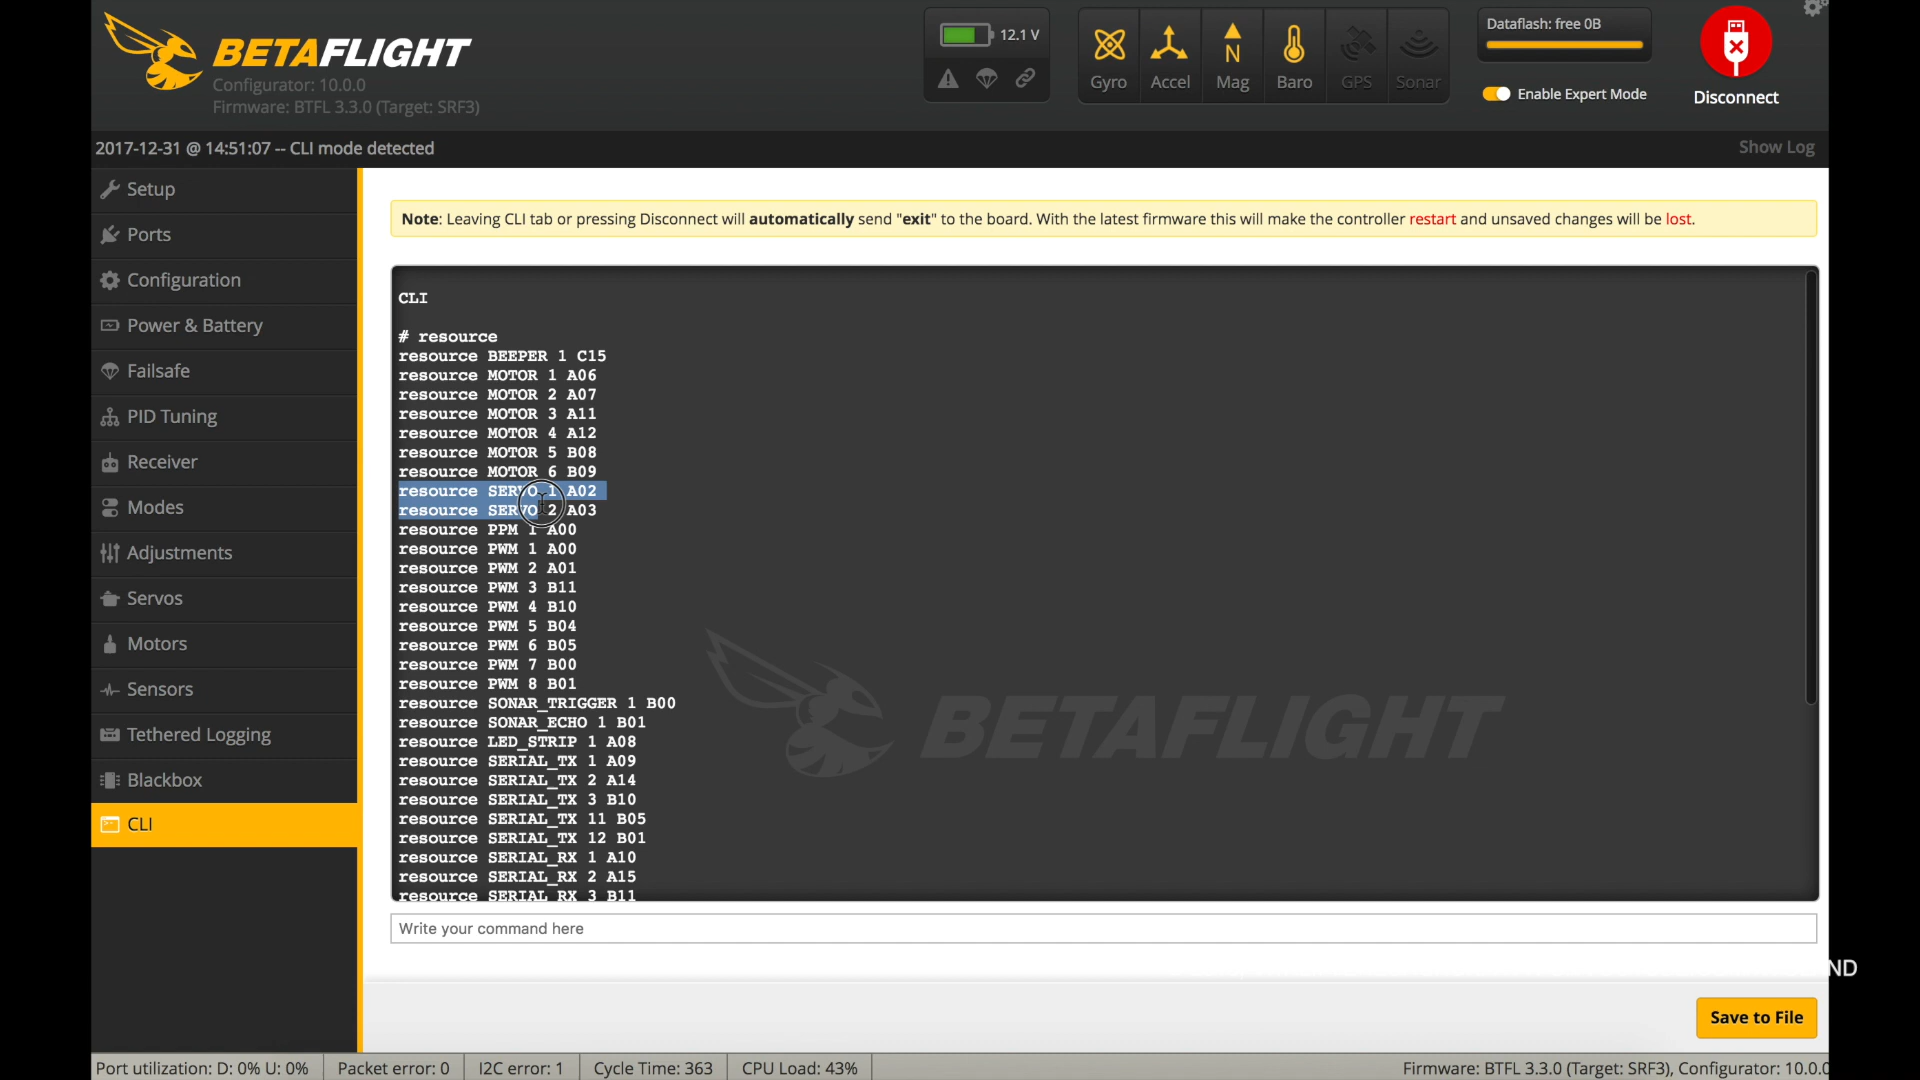 BETAFLIGHT
Configurator: 10.0.0
Firmware: BTFL 3.3.0 (Target: SRF3)
12.1 V
Gyro
Accel
Mag
Baro
GPS
Sonar
Dataflash: free 0B
Enable Expert Mode
Disconnect
2017-12-31 @ 14:51:07 -- CLI mode detected
Show Log
Setup
Ports
Configuration
Power & Battery
Failsafe
PID Tuning
Receiver
Modes
Adjustments
Servos
Motors
Sensors
Tethered Logging
Blackbox
CLI
Note: Leaving CLI tab or pressing Disconnect will automatically send "exit" to the board. With the latest firmware this will make the controller restart and unsaved changes will be lost.
CLI
# resource
resource BEEPER 1 C15
resource MOTOR 1 A06
resource MOTOR 2 A07
resource MOTOR 3 A11
resource MOTOR 4 A12
resource MOTOR 5 B08
resource MOTOR 6 B09
resource SERVO 1 A02
resource SERVO 2 A03
resource PPM 1 A00
resource PWM 1 A00
resource PWM 2 A01
resource PWM 3 B11
resource PWM 4 B10
resource PWM 5 B04
resource PWM 6 B05
resource PWM 7 B00
resource PWM 8 B01
resource SONAR_TRIGGER 1 B00
resource SONAR_ECHO 1 B01
resource LED_STRIP 1 A08
resource SERIAL_TX 1 A09
resource SERIAL_TX 2 A14
resource SERIAL_TX 3 B10
resource SERIAL_TX 11 B05
resource SERIAL_TX 12 B01
resource SERIAL_RX 1 A10
resource SERIAL_RX 2 A15
resource SERIAL_RX 3 B11
BETAFLIGHT
Write your command here
ND
Save to File
Port utilization: D: 0% U: 0%
Packet error: 0
I2C error: 1
Cycle Time: 363
CPU Load: 43%
Firmware: BTFL 3.3.0 (Target: SRF3), Configurator: 10.0.0